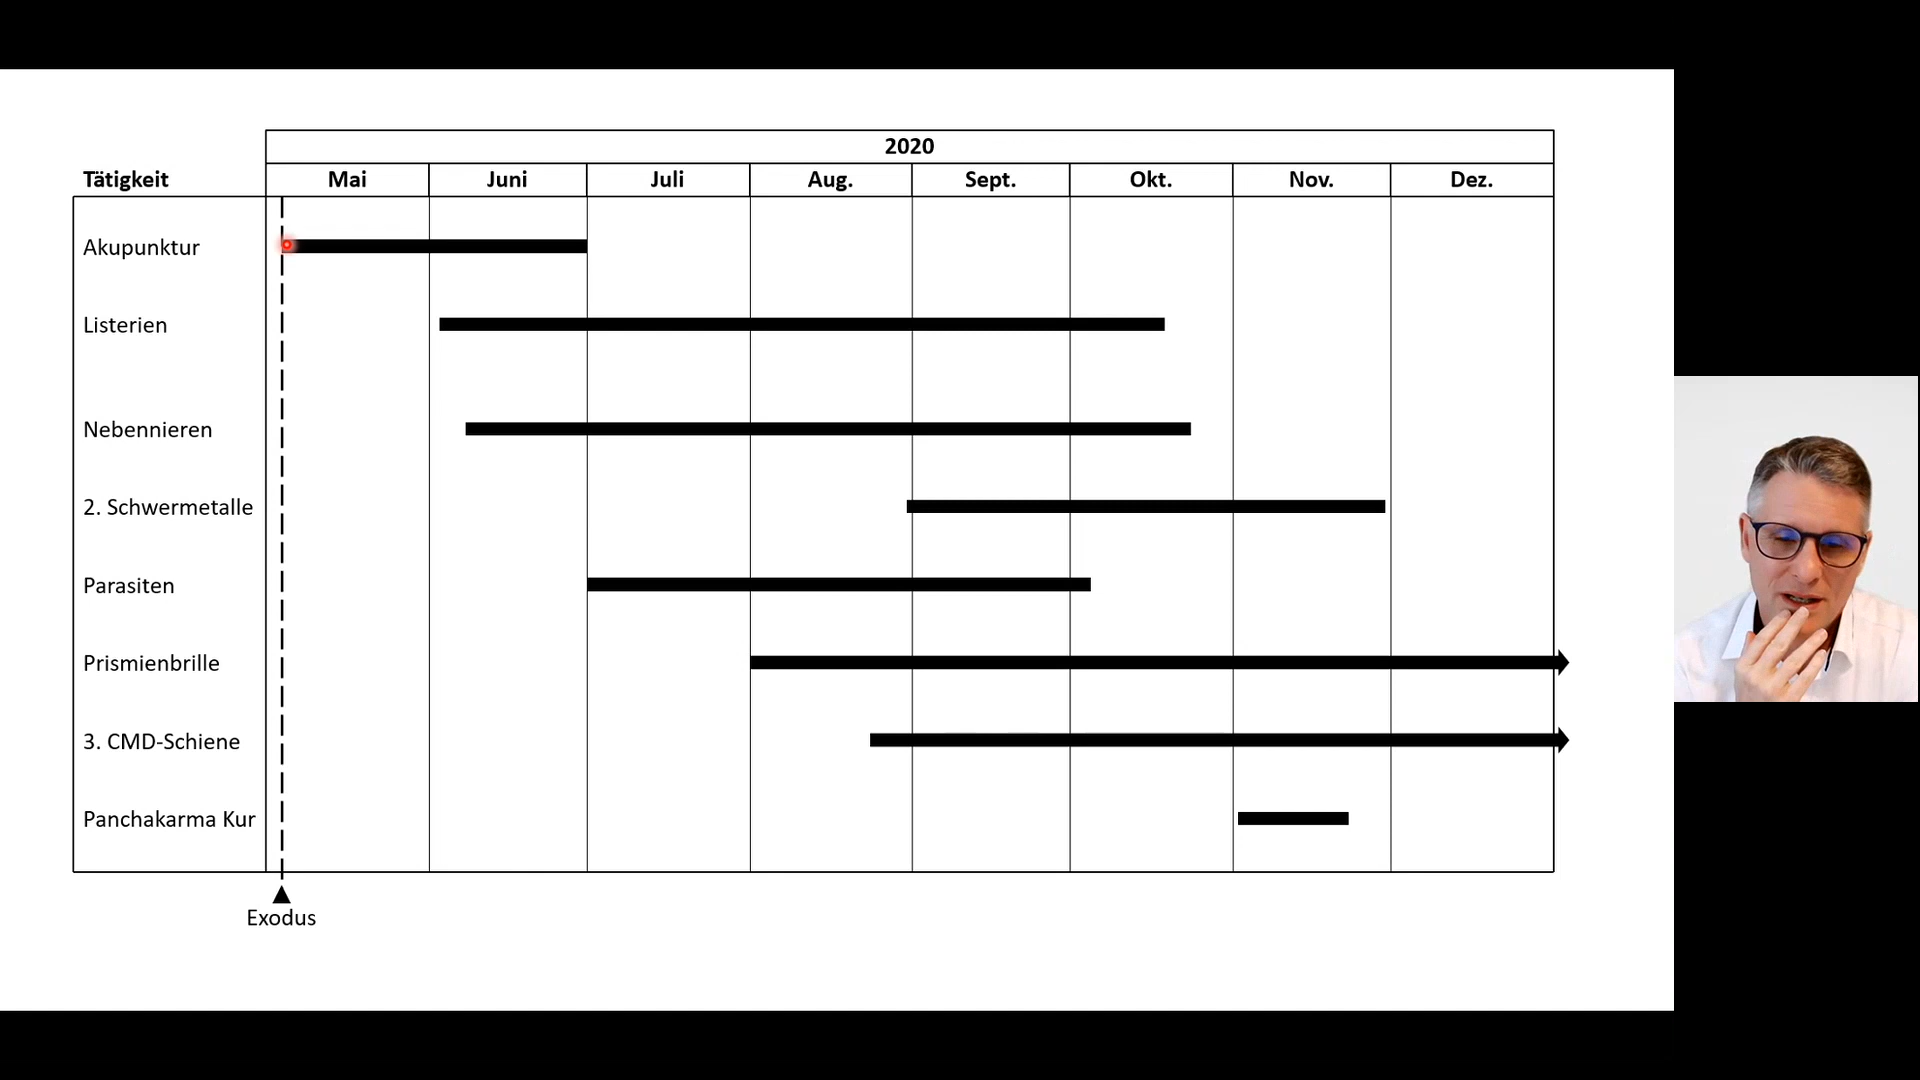 2020
Tätigkeit Mai Juni Juli Aug. Sept. Okt. Nov. Dez.
Akupunktur
Listerien
Nebennieren
2. Schwermetalle
Parasiten
Prismienbrille
3. CMD-Schiene
Panchakarma Kur
Exodus